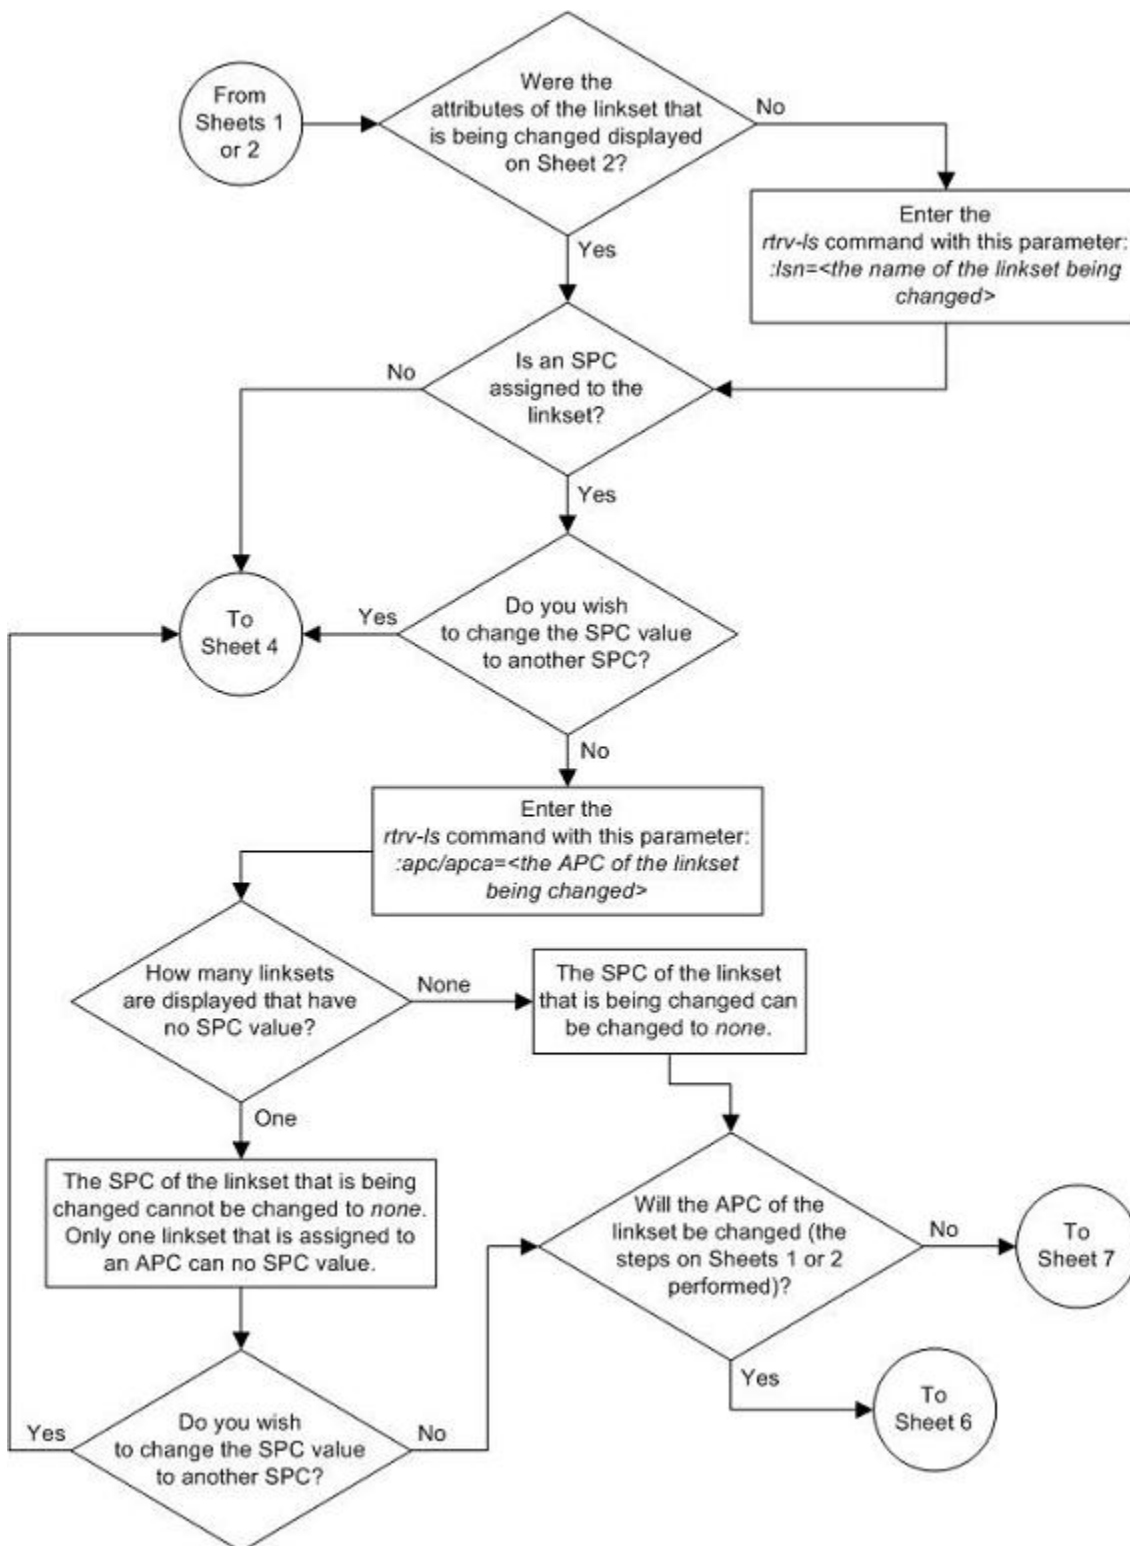 From
Sheets 1
or 2
Were the
attributes of the linkset that
is being changed displayed
on Sheet 2?
No
Yes
Enter the
rtrv-ls command with this parameter:
:lsn=<the name of the linkset being
changed>
Is an SPC
assigned to the
linkset?
No
Yes
To
Sheet 4
Yes
Do you wish
to change the SPC value
to another SPC?
No
Enter the
rtrv-ls command with this parameter:
:apc/apca=<the APC of the linkset
being changed>
How many linksets
are displayed that have
no SPC value?
None
The SPC of the linkset
that is being changed can
be changed to none.
One
The SPC of the linkset that is being
changed cannot be changed to none.
Only one linkset that is assigned to
an APC can no SPC value.
Will the APC of the
linkset be changed (the
steps on Sheets 1 or 2
performed)?
No
To
Sheet 7
Yes
To
Sheet 6
Yes
Do you wish
to change the SPC value
to another SPC?
No